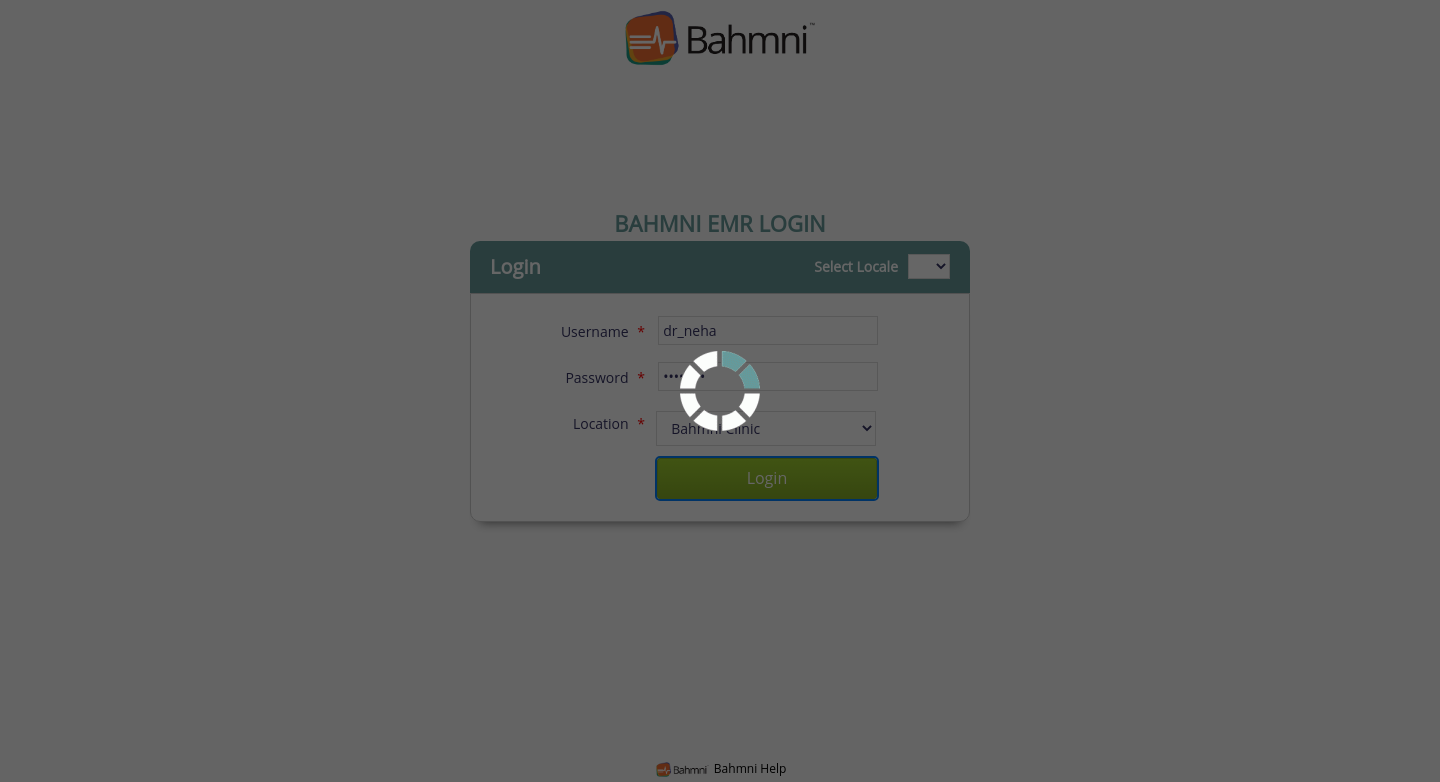 Bahmni™
BAHMNI EMR LOGIN
Login
Select Locale
Username *
dr_neha
Password *
Location *
Bahmni Clinic
Login
Bahmni Bahmni Help